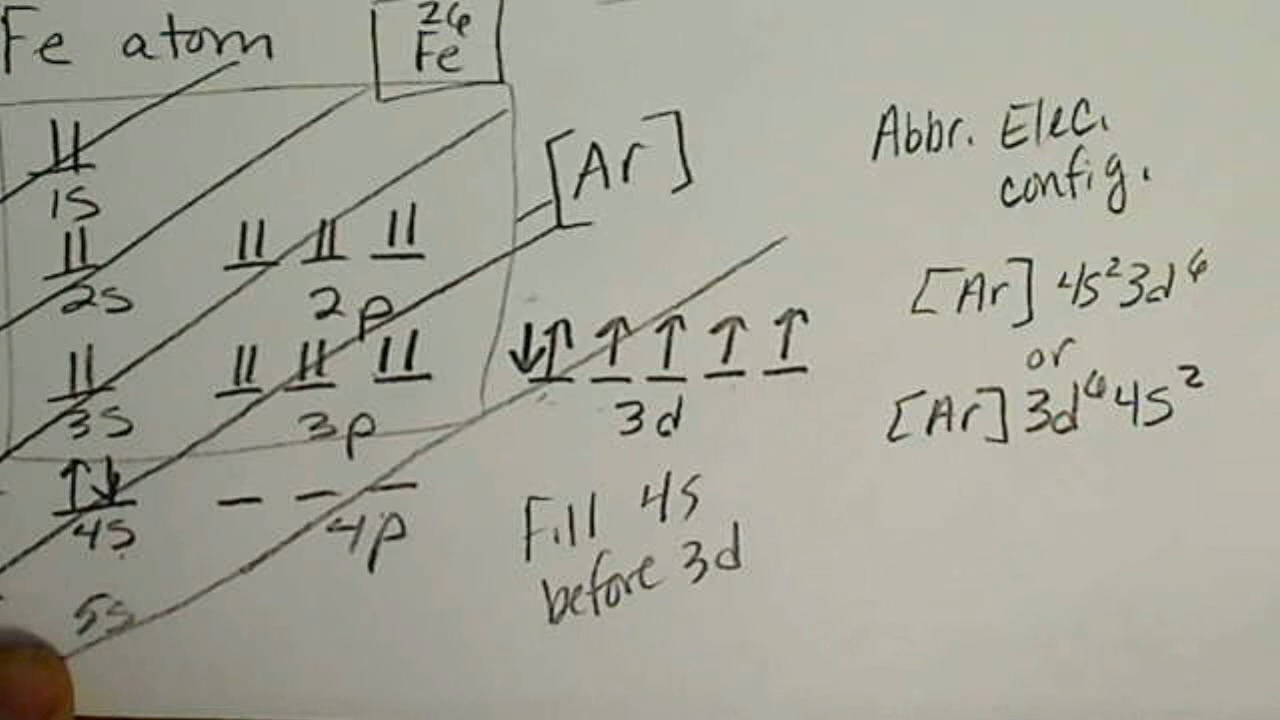 Fe atom
26
Fe
1s
[Ar]
Abbr. Elec.
config.
2s
2p
[Ar] 4s²3d⁶
or
[Ar] 3d⁶4s²
3s
3p
↓↑ ↑ ↑ ↑ ↑
3d
↑↓
4s
4p
Fill 4s
before 3d
5s